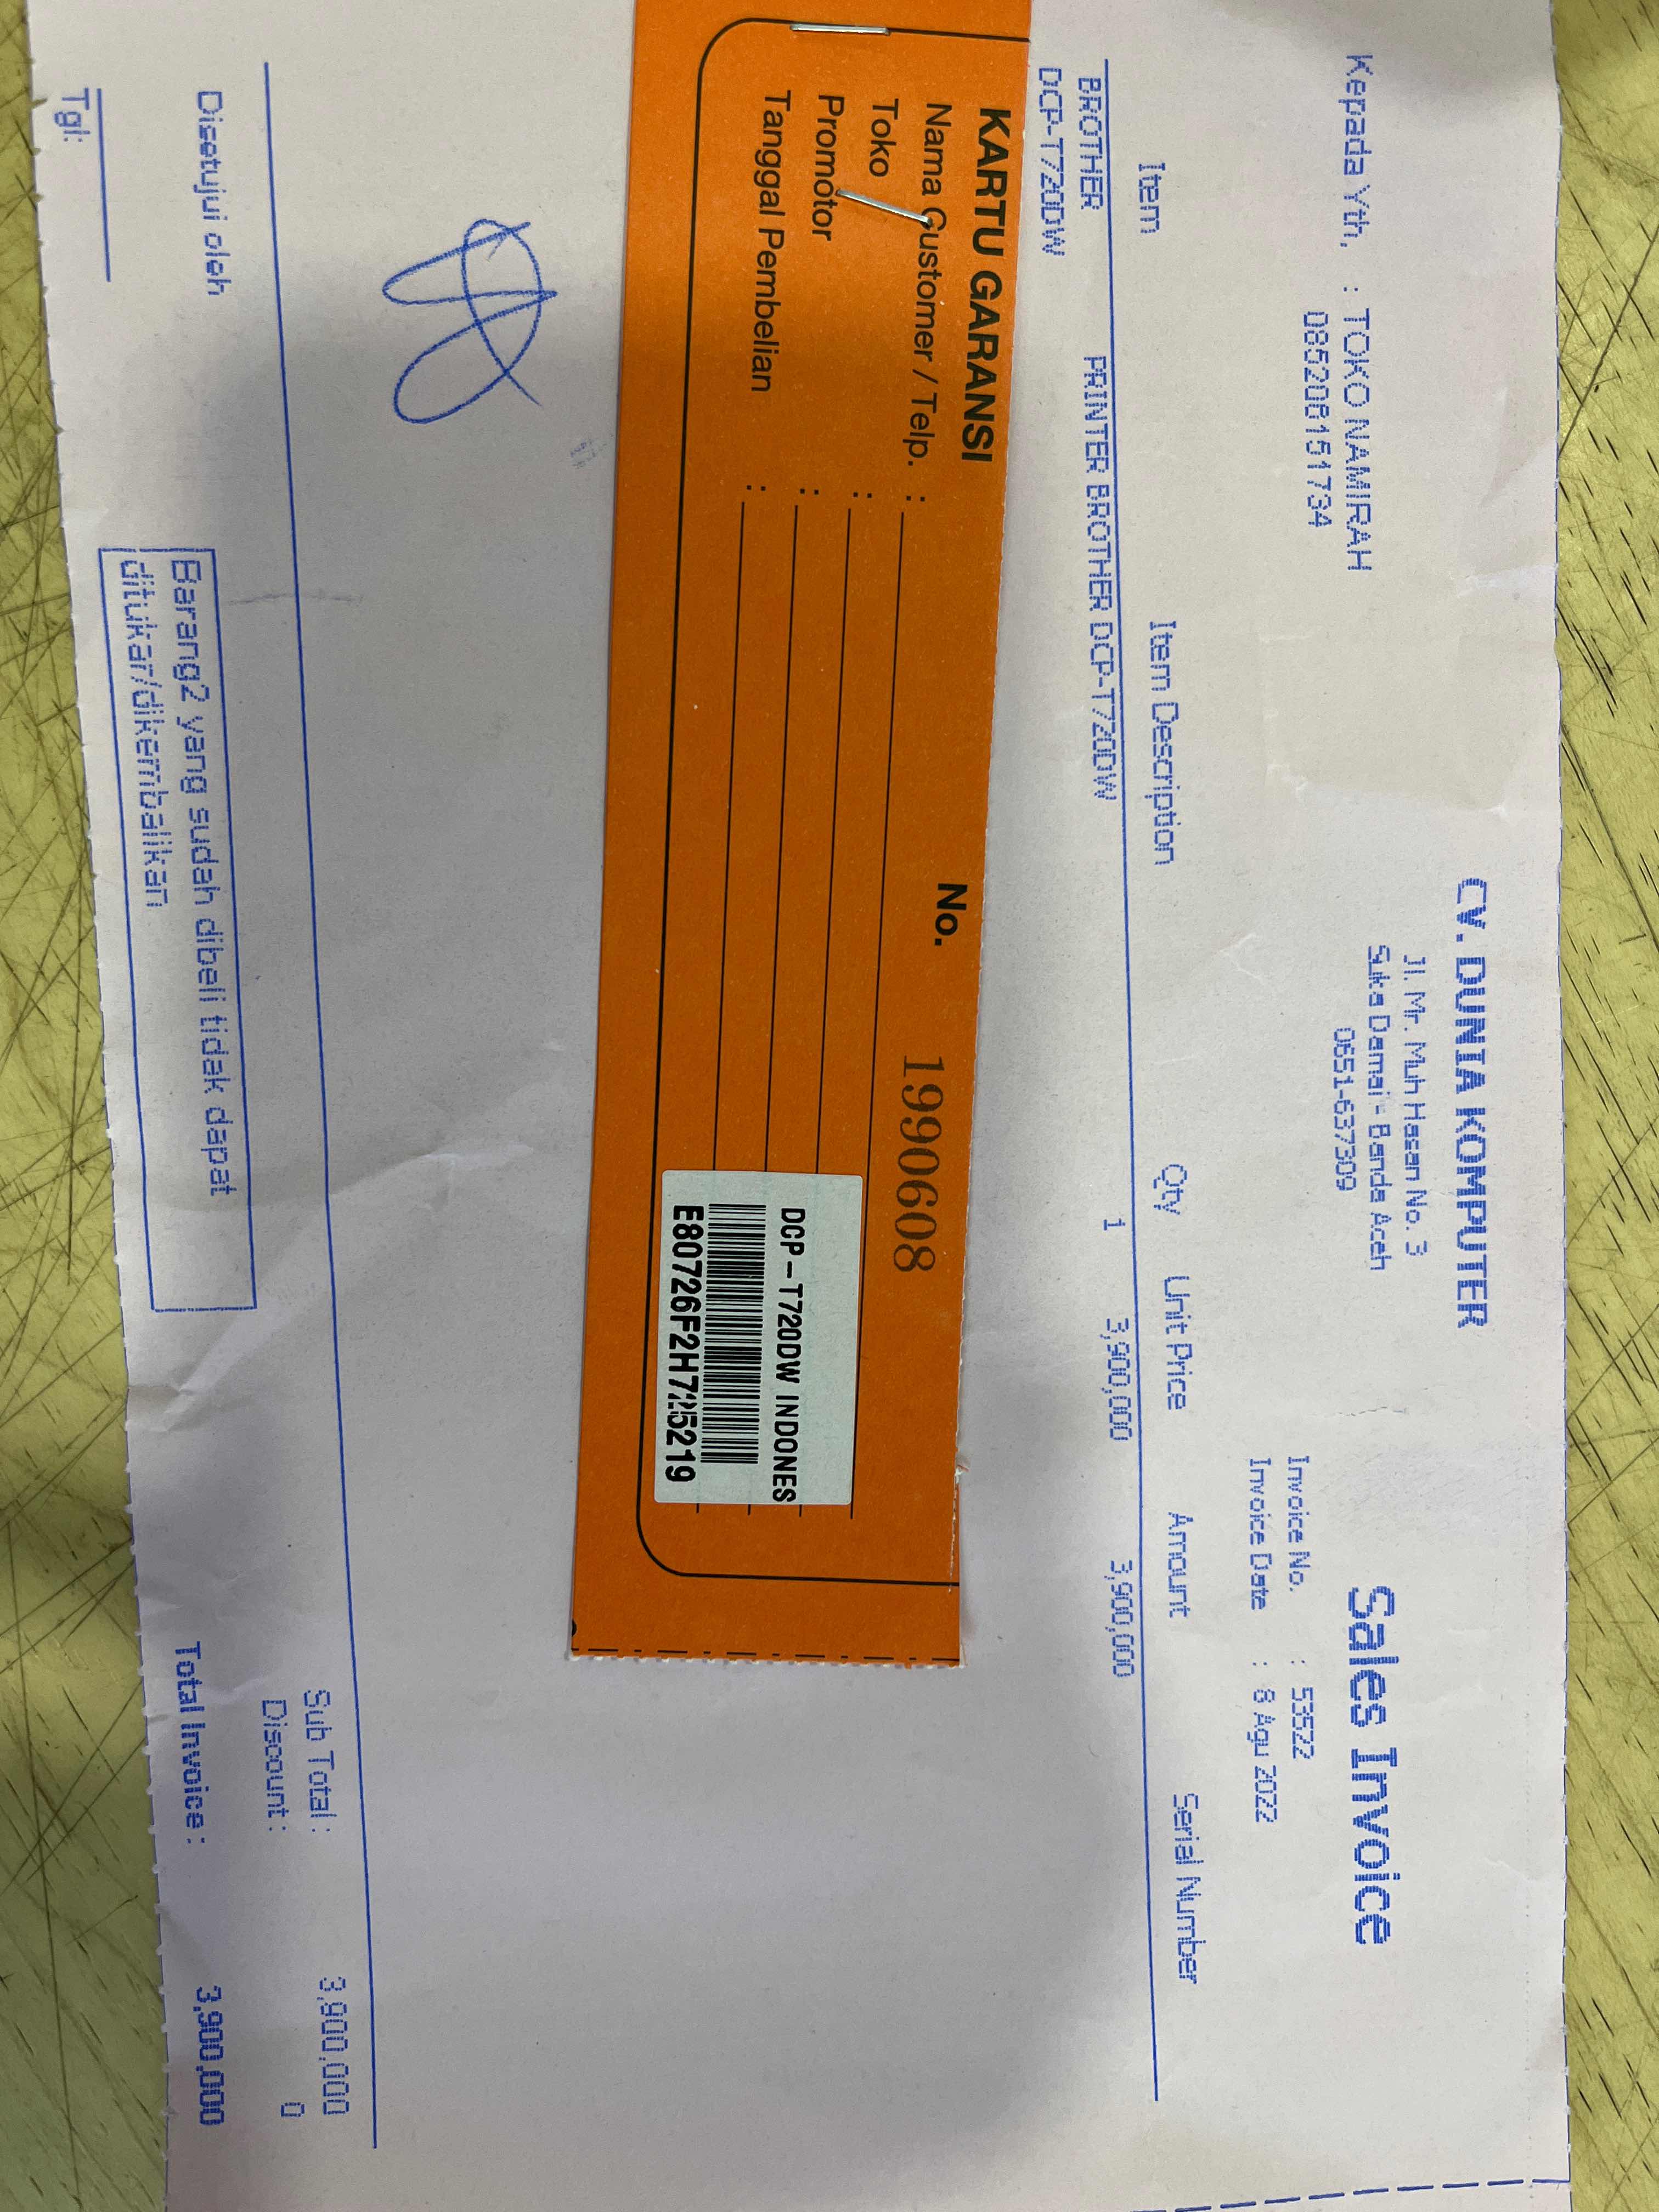 CV. DUNIA KOMPUTER
Jl. Mr. Muh Hasan No. 3
Suka Damai - Banda Aceh
0651-637309
Sales Invoice
Kepada Yth, : TOKO NAMIRAH
085206151734
Invoice No. : 53522
Invoice Date : 8 Agu 2022
Item Item Description Qty Unit Price Amount Serial Number
BROTHER PRINTER BROTHER DCP-T720DW 1 3,900,000 3,900,000
DCP-T720DW
KARTU GARANSI No. 1990608
Nama Customer / Telp. :
Toko :
Promotor :
Tanggal Pembelian :
DCP-T720DW INDONES
E80726F2H725219
Sub Total : 3,900,000
Discount : 0
Total Invoice : 3,900,000
Disetujui oleh
Barang2 yang sudah dibeli tidak dapat
ditukar/dikembalikan
Tgl: